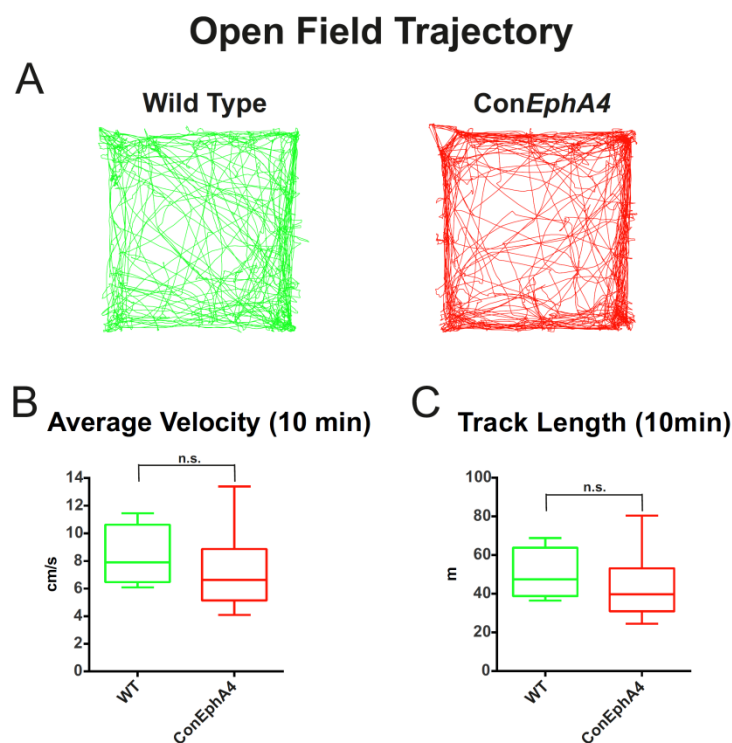 Open Field Trajectory
A
Wild Type
ConEphA4
B
Average Velocity (10 min)
n.s.
14
12
10
8
6
4
2
0
cm/s
WT
ConEphA4
C
Track Length (10min)
n.s.
100
80
60
40
20
0
m
WT
ConEphA4